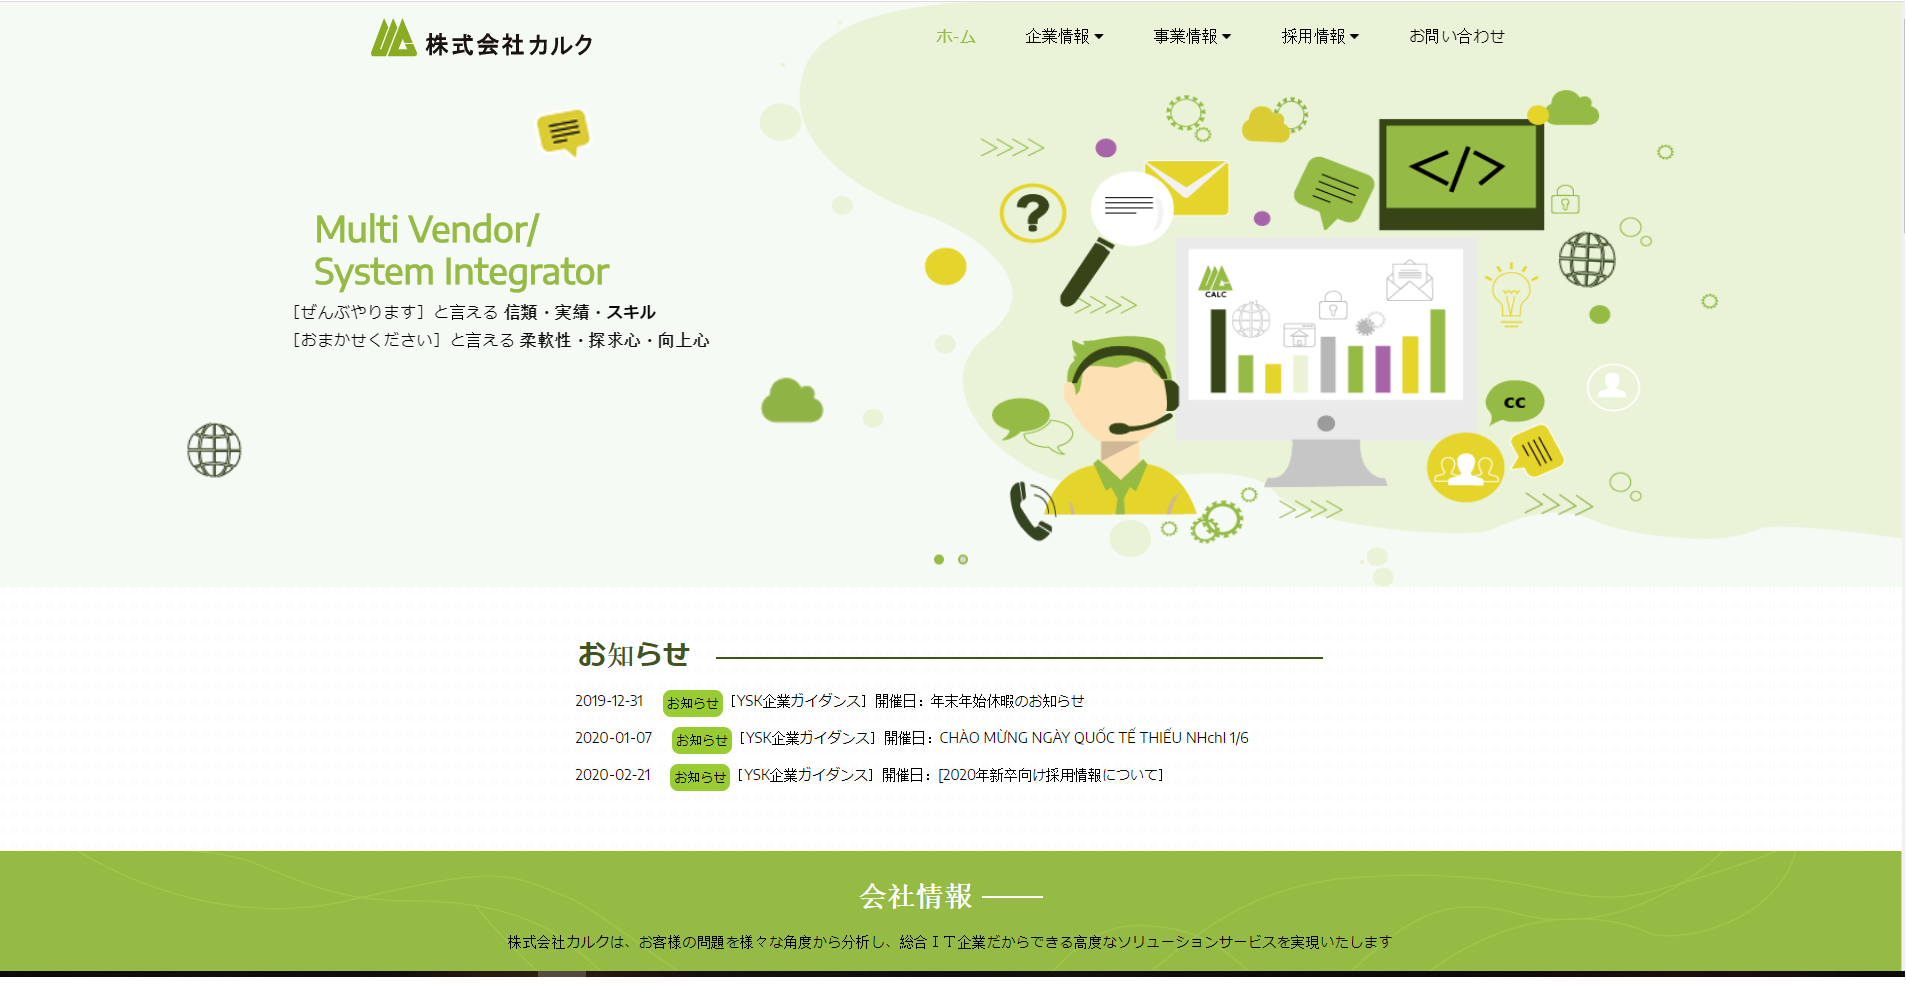 株式会社カルク
ホーム 企業情報 事業情報 採用情報 お問い合わせ
Multi Vendor/
System Integrator
［ぜんぶやります］と言える 信頼・実績・スキル
［おまかせください］と言える 柔軟性・探求心・向上心
?
</>
CALC
CC
お知らせ
2019-12-31 お知らせ ［YSK企業ガイダンス］開催日：年末年始休暇のお知らせ
2020-01-07 お知らせ ［YSK企業ガイダンス］開催日：CHÀO MỪNG NGÀY QUỐC TẾ THIẾU NHchI 1/6
2020-02-21 お知らせ ［YSK企業ガイダンス］開催日：[2020年新卒向け採用情報について]
会社情報
株式会社カルクは、お客様の問題を様々な角度から分析し、総合ＩＴ企業だからできる高度なソリューションサービスを実現いたします